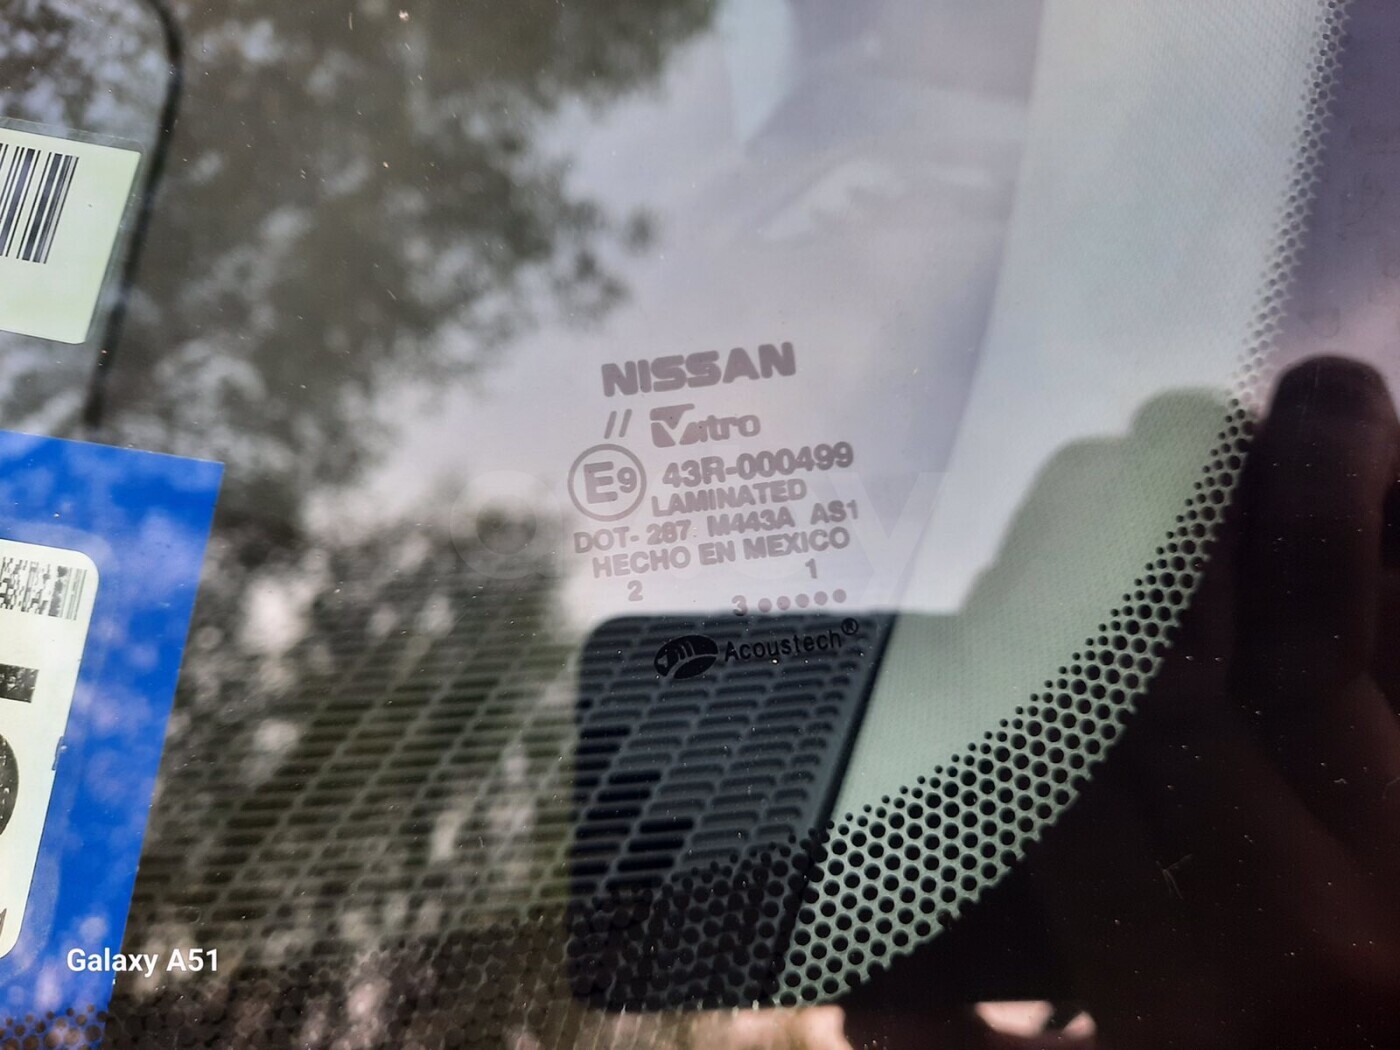 NISSAN
// Vitro
E9 43R-000499
LAMINATED
DOT-287 M443A AS1
HECHO EN MEXICO
2 1
3 •••••
Acoustech®
Galaxy A51